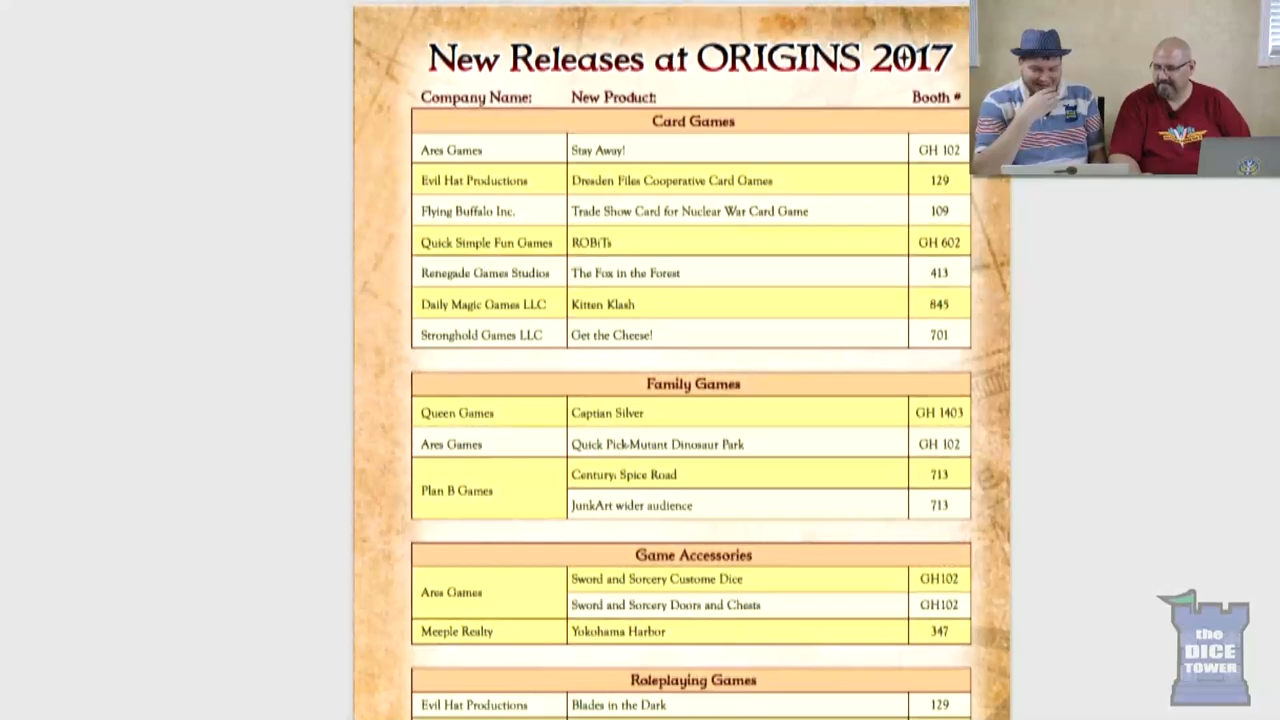 New Releases at ORIGINS 2017
Company Name: New Product: Booth #
Card Games
Ares Games Stay Away! GH 102
Evil Hat Productions Dresden Files Cooperative Card Games 129
Flying Buffalo Inc. Trade Show Card for Nuclear War Card Game 109
Quick Simple Fun Games ROBiTs GH 602
Renegade Games Studios The Fox in the Forest 413
Daily Magic Games LLC Kitten Klash 845
Stronghold Games LLC Get the Cheese! 701
Family Games
Queen Games Captian Silver GH 1403
Ares Games Quick Pick-Mutant Dinosaur Park GH 102
Plan B Games Century: Spice Road 713
JunkArt wider audience 713
Game Accessories
Ares Games Sword and Sorcery Custome Dice GH102
Sword and Sorcery Doors and Chests GH102
Meeple Realty Yokohama Harbor 347
Roleplaying Games
Evil Hat Productions Blades in the Dark 129
the
DICE
TOWER